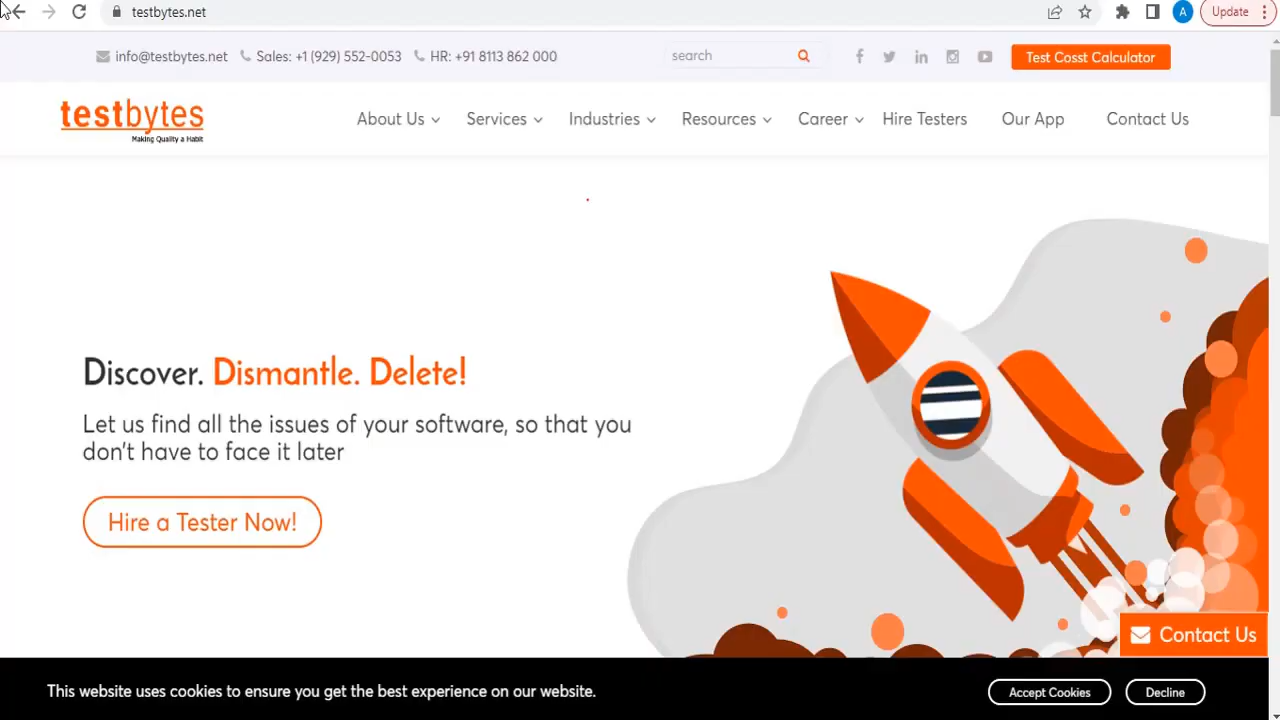 testbytes.net
A
Update
info@testbytes.net
Sales: +1 (929) 552-0053
HR: +91 8113 862 000
search
Test Cosst Calculator
testbytes
Making Quality a Habit
About Us
Services
Industries
Resources
Career
Hire Testers
Our App
Contact Us
Discover. Dismantle. Delete!
Let us find all the issues of your software, so that you
don't have to face it later
Hire a Tester Now!
Contact Us
This website uses cookies to ensure you get the best experience on our website.
Accept Cookies
Decline